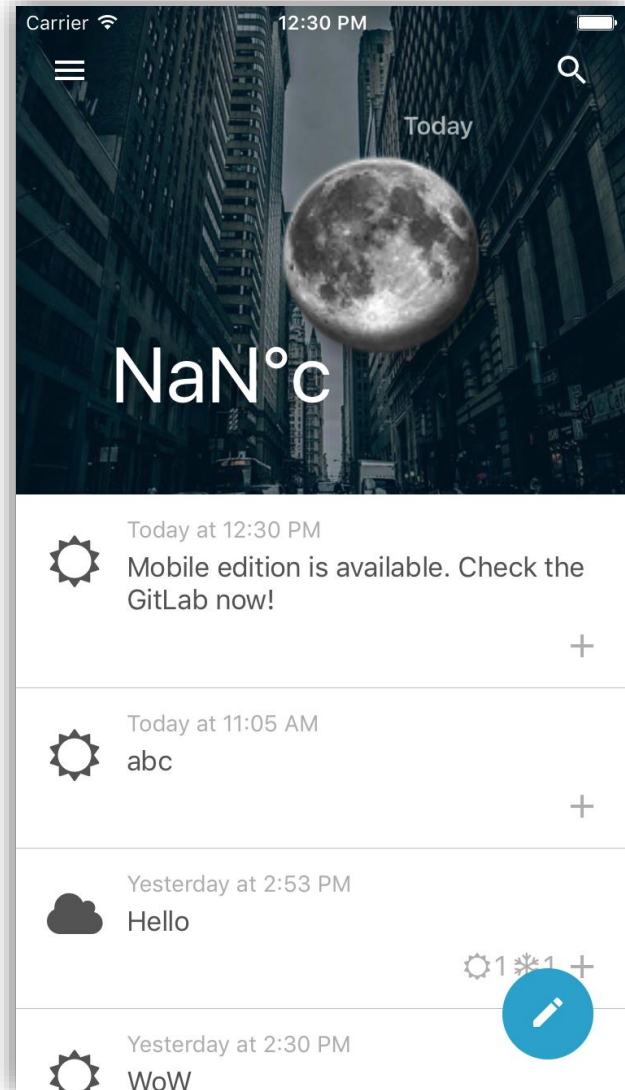 Carrier 12:30 PM
Today
NaN°c
Today at 12:30 PM
Mobile edition is available. Check the
GitLab now!
+
Today at 11:05 AM
abc
+
Yesterday at 2:53 PM
Hello
1 1 +
Yesterday at 2:30 PM
WoW